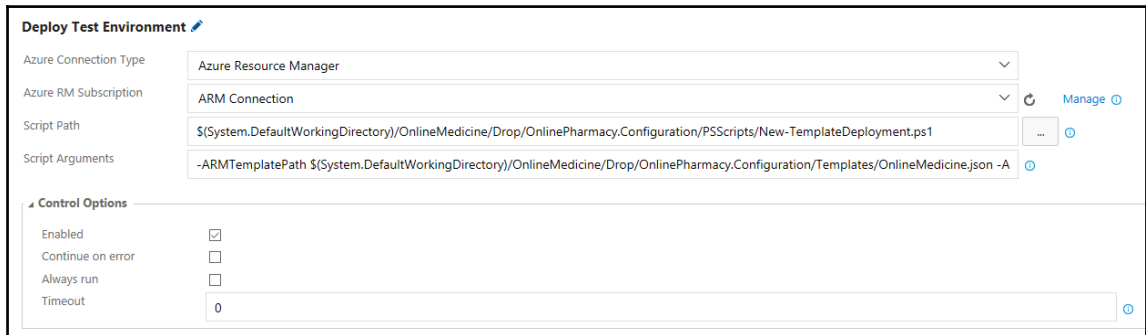 Deploy Test Environment
Azure Connection Type
Azure Resource Manager
Azure RM Subscription
ARM Connection
Manage
Script Path
$(System.DefaultWorkingDirectory)/OnlineMedicine/Drop/OnlinePharmacy.Configuration/PSScripts/New-TemplateDeployment.ps1
...
Script Arguments
-ARMTemplatePath $(System.DefaultWorkingDirectory)/OnlineMedicine/Drop/OnlinePharmacy.Configuration/Templates/OnlineMedicine.json -A
Control Options
Enabled
Continue on error
Always run
Timeout
0